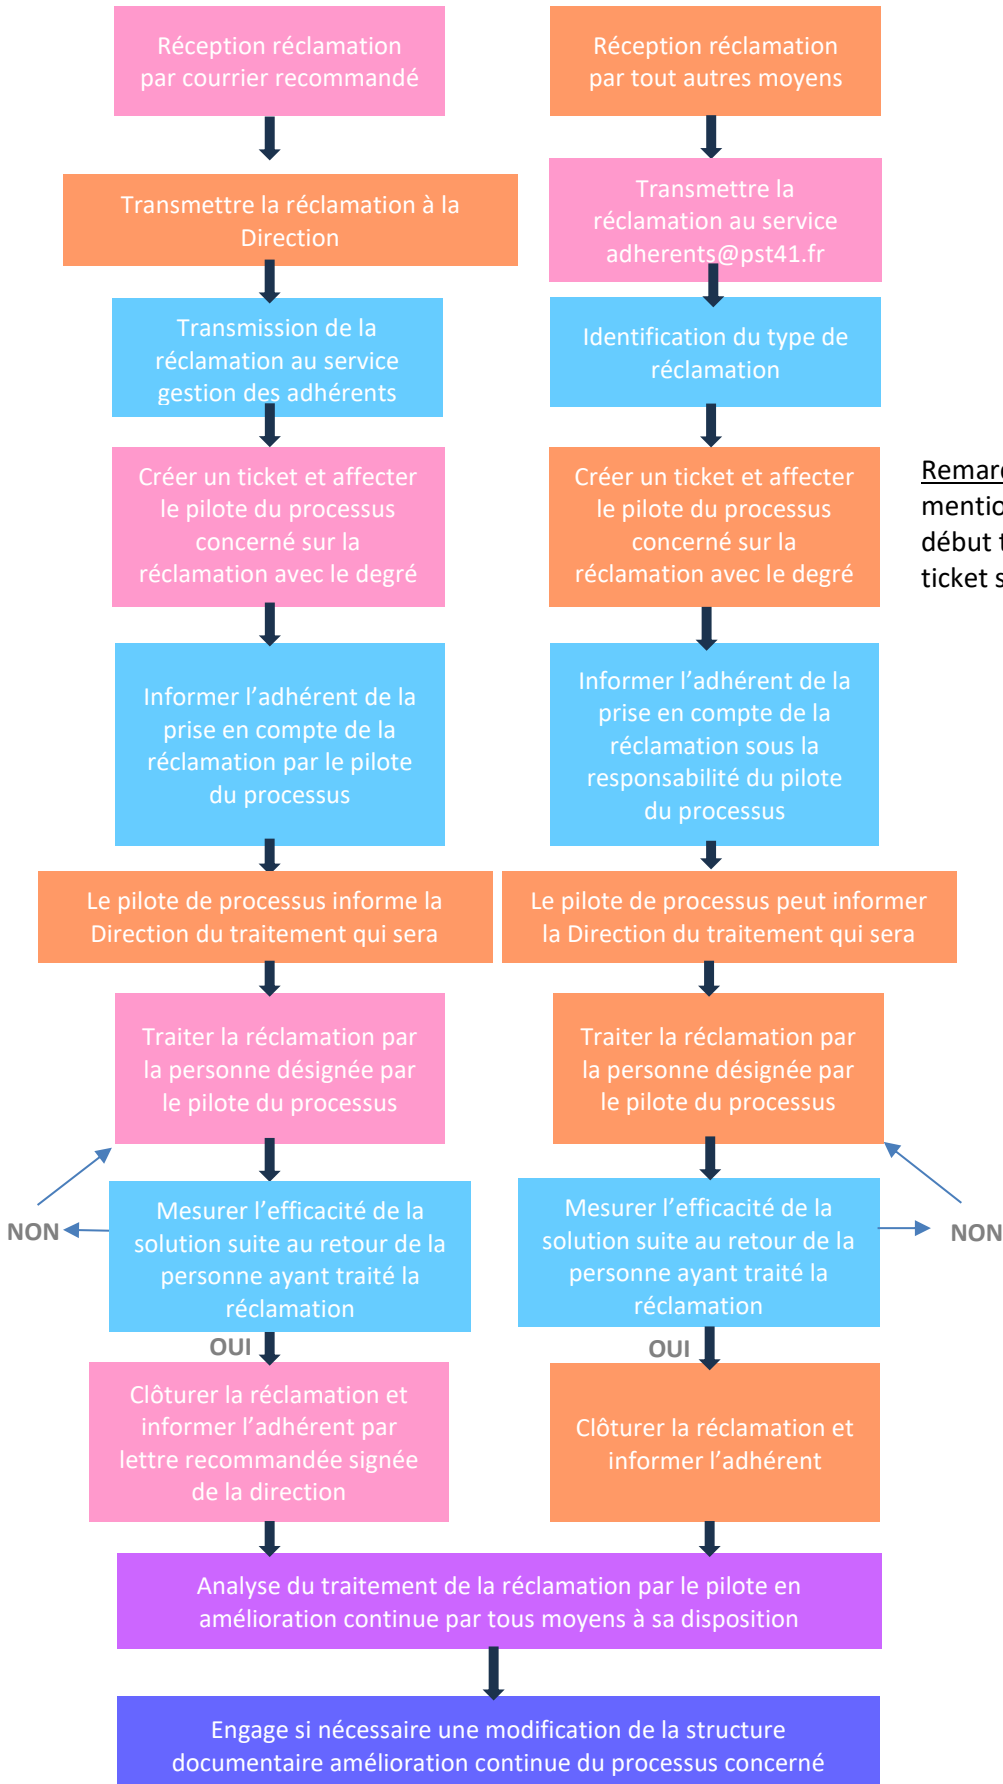 Réception réclamation
par courrier recommandé
Réception réclamation
par tout autres moyens
Transmettre la réclamation à la
Direction
Transmettre la
réclamation au service
adherents@pst41.fr
Transmission de la
réclamation au service
gestion des adhérents
Identification du type de
réclamation
Créer un ticket et affecter
le pilote du processus
concerné sur la
réclamation avec le degré
Créer un ticket et affecter
le pilote du processus
concerné sur la
réclamation avec le degré
début
ticket
Informer l’adhérent de la
prise en compte de la
réclamation par le pilote
du processus
Informer l’adhérent de la
prise en compte de la
réclamation sous la
responsabilité du pilote
du processus
Le pilote de processus informe la
Direction du traitement qui sera
Le pilote de processus peut informer
la Direction du traitement qui sera
Traiter la réclamation par
la personne désignée par
le pilote du processus
Traiter la réclamation par
la personne désignée par
le pilote du processus
NON
Mesurer l’efficacité de la
solution suite au retour de la
personne ayant traité la
réclamation
Mesurer l’efficacité de la
solution suite au retour de la
personne ayant traité la
réclamation
NON
OUI
OUI
Clôturer la réclamation et
informer l’adhérent par
lettre recommandée signée
de la direction
Clôturer la réclamation et
informer l’adhérent
Analyse du traitement de la réclamation par le pilote en
amélioration continue par tous moyens à sa disposition
Engage si nécessaire une modification de la structure
documentaire amélioration continue du processus concerné